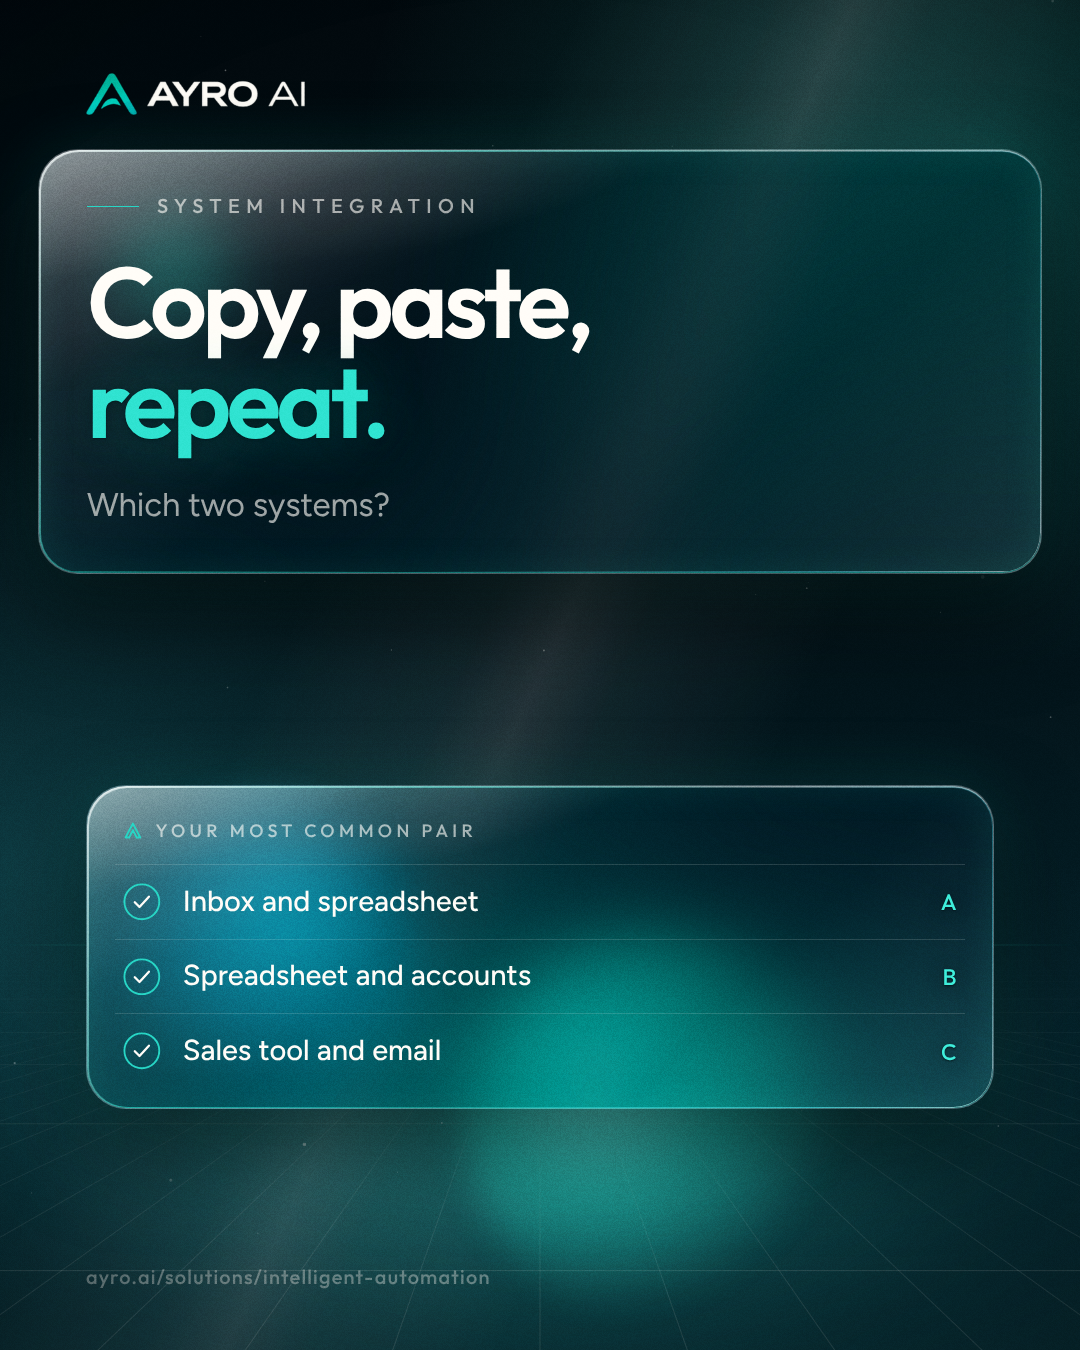 AYRO AI
SYSTEM INTEGRATION
Copy, paste,
repeat.
Which two systems?
YOUR MOST COMMON PAIR
Inbox and spreadsheet A
Spreadsheet and accounts B
Sales tool and email C
ayro.ai/solutions/intelligent-automation